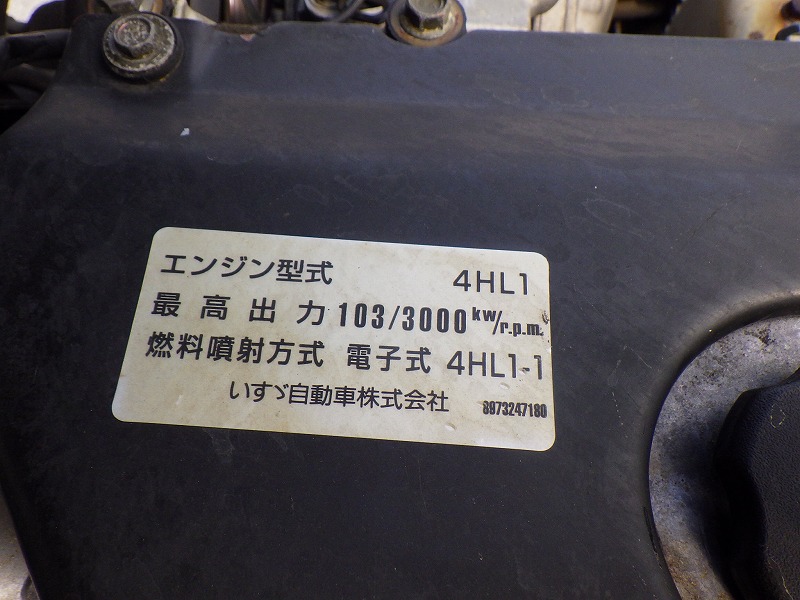 エンジン型式 4HL1
最高出力 103/3000 kw/r.p.m.
燃料噴射方式 電子式 4HL1-1
いすゞ自動車株式会社 8973247180